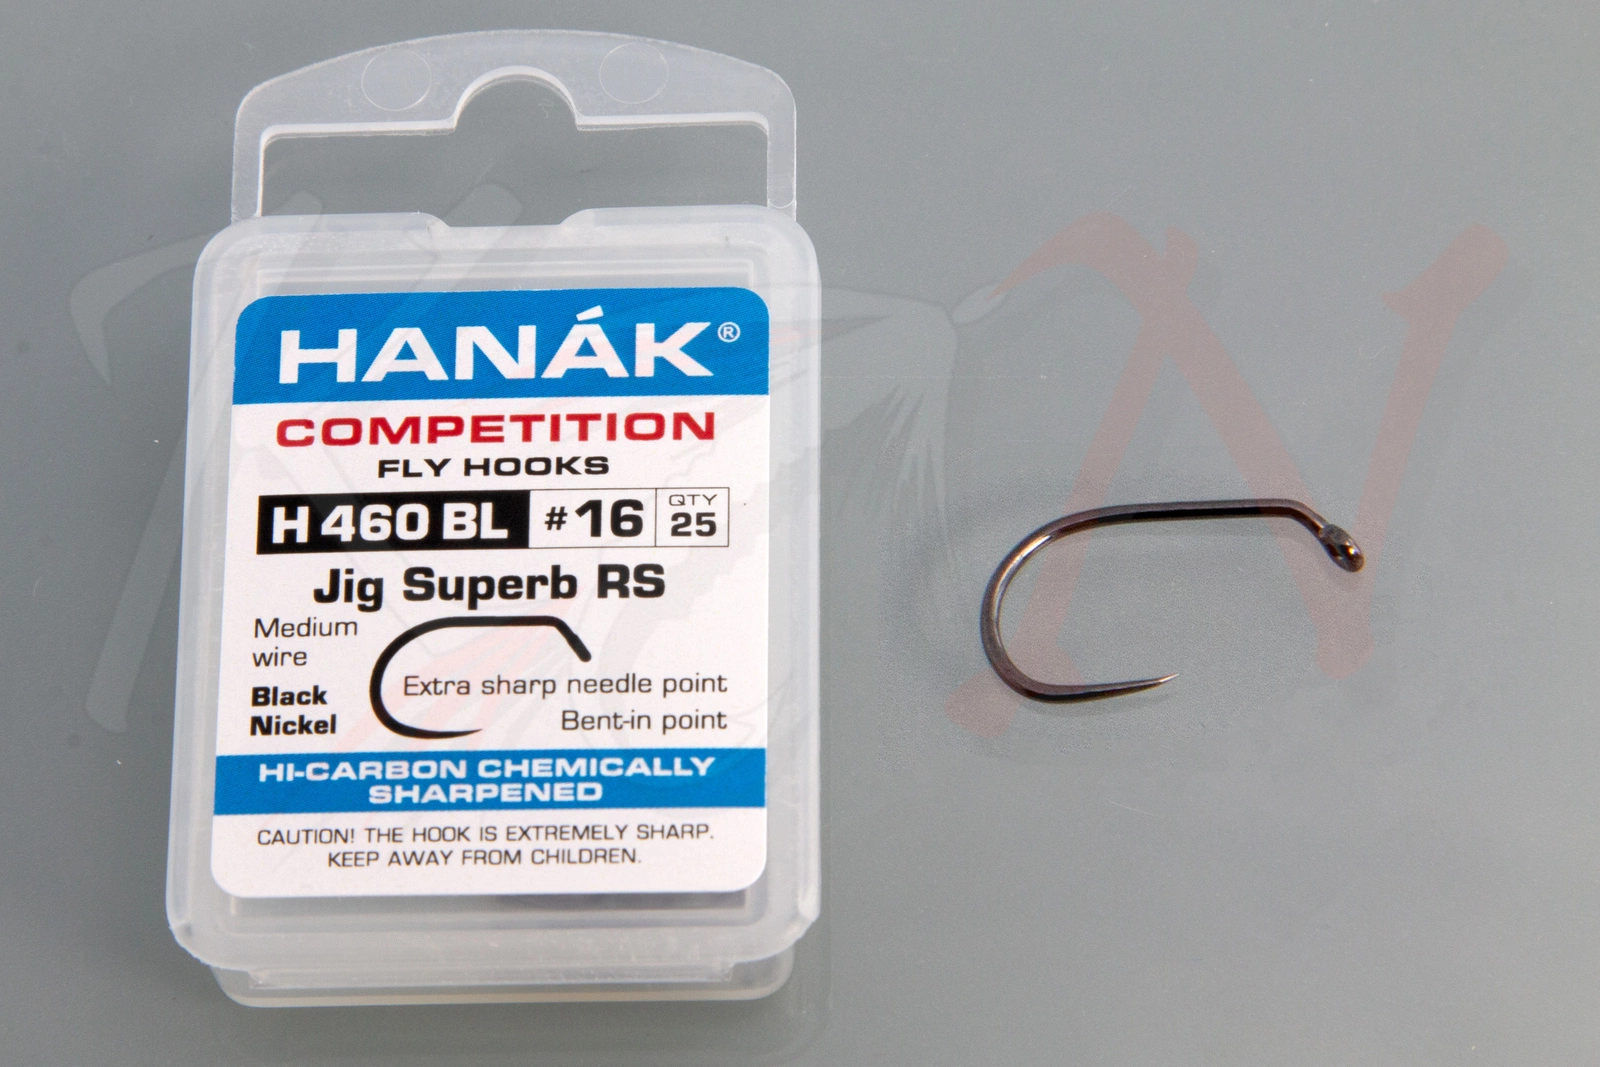 HANÁK®
COMPETITION
FLY HOOKS
H 460 BL #16 QTY 25
Jig Superb RS
Medium
wire
Black
Nickel
Extra sharp needle point
Bent-in point
HI-CARBON CHEMICALLY
SHARPENED
CAUTION! THE HOOK IS EXTREMELY SHARP.
KEEP AWAY FROM CHILDREN.